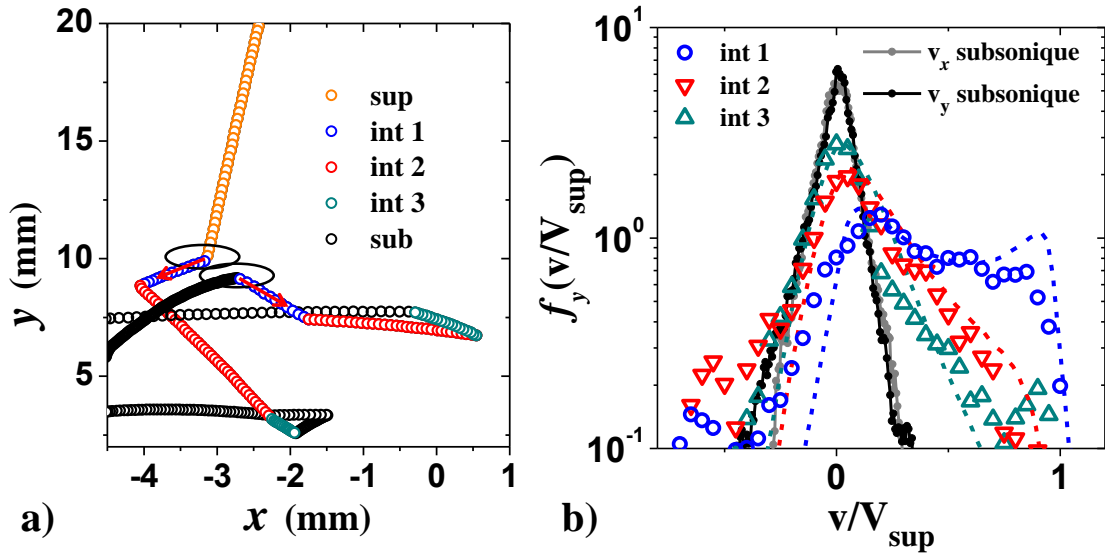 20
15
10
5
y (mm)
-4 -3 -2 -1 0 1
x (mm)
sup
int 1
int 2
int 3
sub
a)
10^1
10^0
10^-1
f_y(v/V_sup)
int 1
int 2
int 3
v_x subsonique
v_y subsonique
0 1
v/V_sup
b)